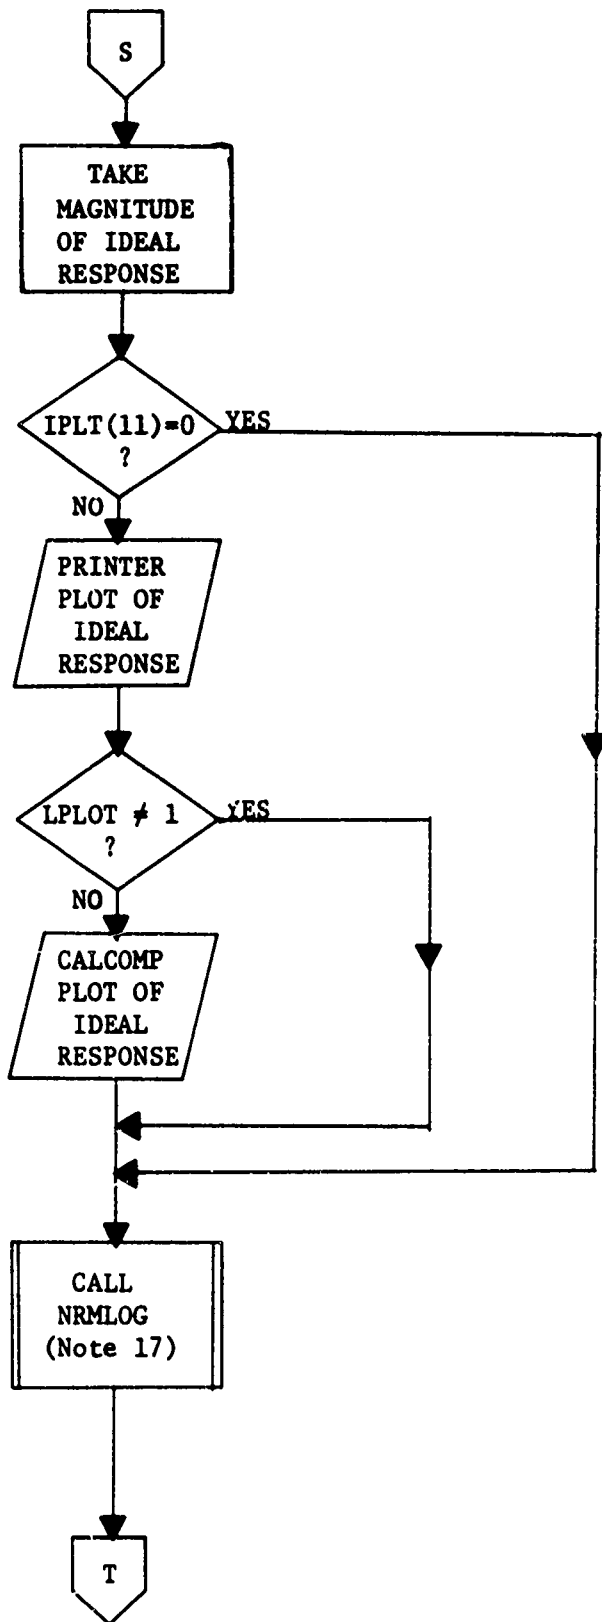 S
TAKE
MAGNITUDE
OF IDEAL
RESPONSE
IPLT(11)=0
?
YES
NO
PRINTER
PLOT OF
IDEAL
RESPONSE
LPLOT ≠ 1
?
YES
NO
CALCOMP
PLOT OF
IDEAL
RESPONSE
CALL
NRMLOG
(Note 17)
T